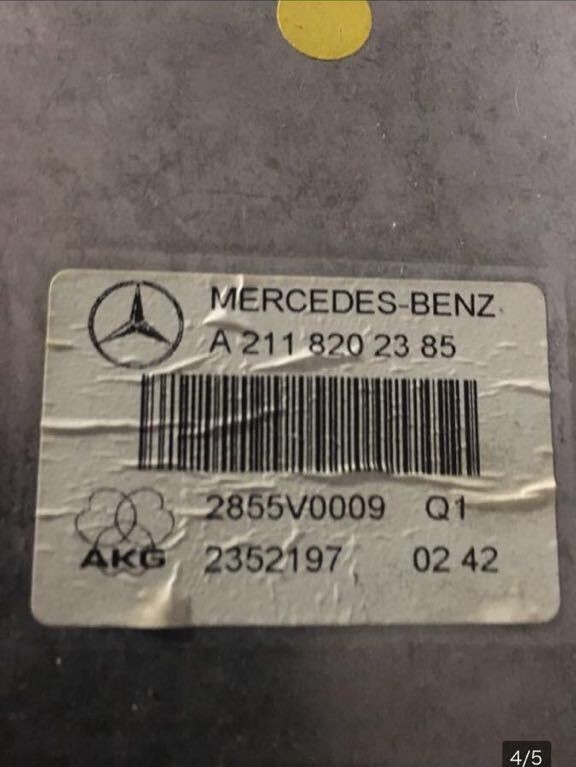 MERCEDES-BENZ
A 211 820 23 85
2855V0009 Q1
AKG 2352197 02 42
4/5